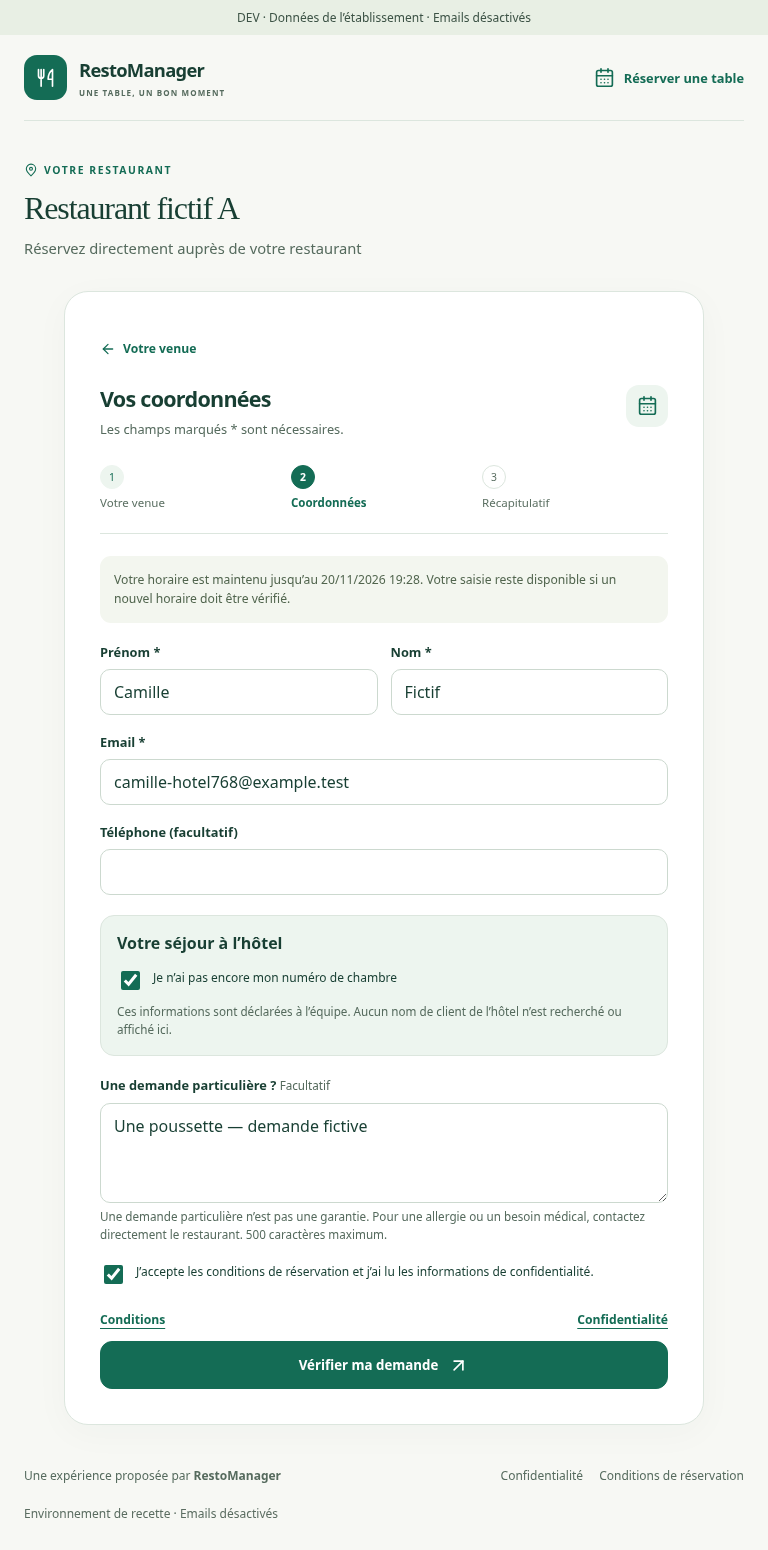 DEV · Données de l’établissement · Emails désactivés
RestoManager
UNE TABLE, UN BON MOMENT
Réserver une table
VOTRE RESTAURANT
Restaurant fictif A
Réservez directement auprès de votre restaurant
Votre venue
Vos coordonnées
Les champs marqués * sont nécessaires.
1
2
3
Votre venue
Coordonnées
Récapitulatif
Votre horaire est maintenu jusqu’au 20/11/2026 19:28. Votre saisie reste disponible si un
nouvel horaire doit être vérifié.
Prénom *
Nom *
Camille
Fictif
Email *
camille-hotel768@example.test
Téléphone (facultatif)
Votre séjour à l’hôtel
Je n’ai pas encore mon numéro de chambre
Ces informations sont déclarées à l’équipe. Aucun nom de client de l’hôtel n’est recherché ou
affiché ici.
Une demande particulière ? Facultatif
Une poussette — demande fictive
Une demande particulière n’est pas une garantie. Pour une allergie ou un besoin médical, contactez
directement le restaurant. 500 caractères maximum.
J’accepte les conditions de réservation et j’ai lu les informations de confidentialité.
Conditions
Confidentialité
Vérifier ma demande
Une expérience proposée par RestoManager
Confidentialité
Conditions de réservation
Environnement de recette · Emails désactivés